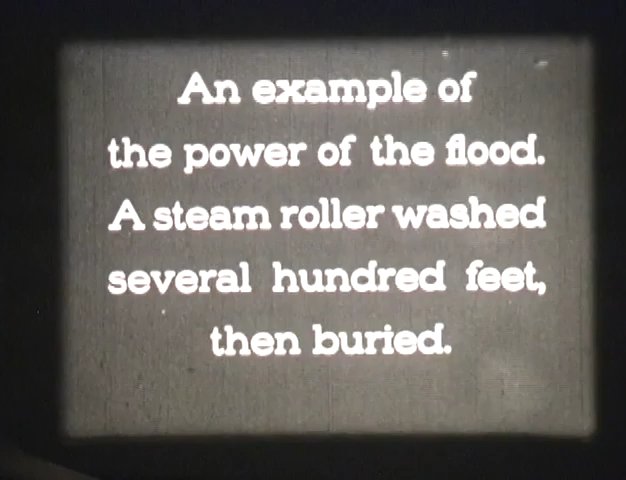 An example of
the power of the flood.
A steam roller washed
several hundred feet,
then buried.